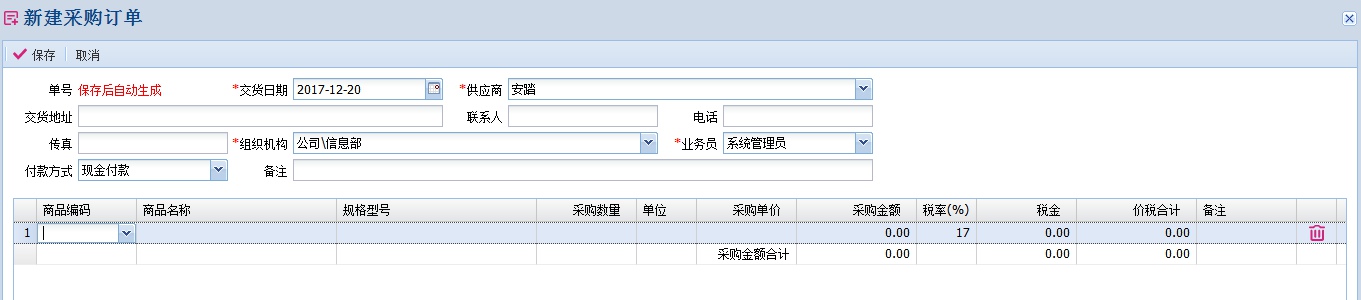 新建采购订单
保存 取消
单号 保存后自动生成 *交货日期 2017-12-20 *供应商 安踏
交货地址 联系人 电话
传真 *组织机构 公司\信息部 *业务员 系统管理员
付款方式 现金付款 备注
商品编码 商品名称 规格型号 采购数量 单位 采购单价 采购金额 税率(%) 税金 价税合计 备注
1 0.00 17 0.00 0.00
采购金额合计 0.00 0.00 0.00